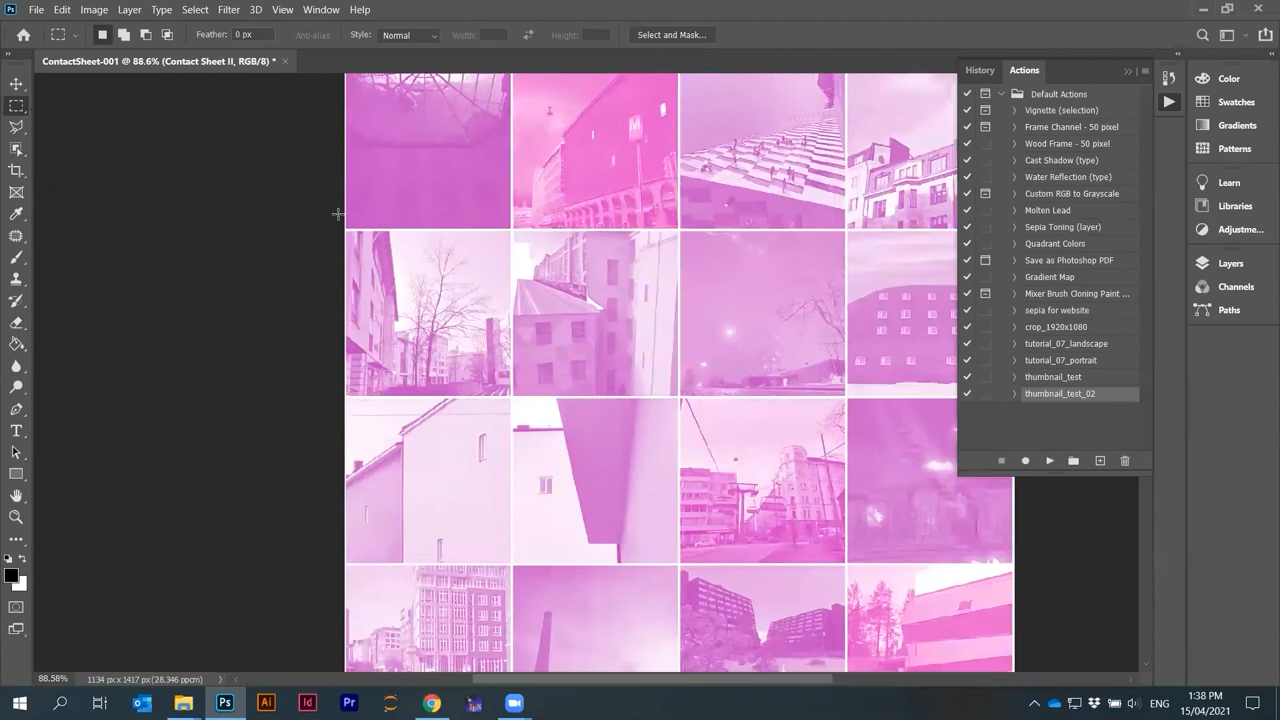 Ps File Edit Image Layer Type Select Filter 3D View Window Help
Feather: 0 px Anti-alias Style: Normal Width: Height: Select and Mask...
ContactSheet-001 @ 88.6% (Contact Sheet II, RGB/8) *
History Actions
Default Actions
Vignette (selection)
Frame Channel - 50 pixel
Wood Frame - 50 pixel
Cast Shadow (type)
Water Reflection (type)
Custom RGB to Grayscale
Molten Lead
Sepia Toning (layer)
Quadrant Colors
Save as Photoshop PDF
Gradient Map
Mixer Brush Cloning Paint ...
sepia for website
crop_1920x1080
tutorial_07_landscape
tutorial_07_portrait
thumbnail_test
thumbnail_test_02
Color
Swatches
Gradients
Patterns
Learn
Libraries
Adjustme...
Layers
Channels
Paths
M
88.58% 1134 px x 1417 px (28.346 ppcm)
Ps Ai Id Pr
ENG
1:38 PM
15/04/2021